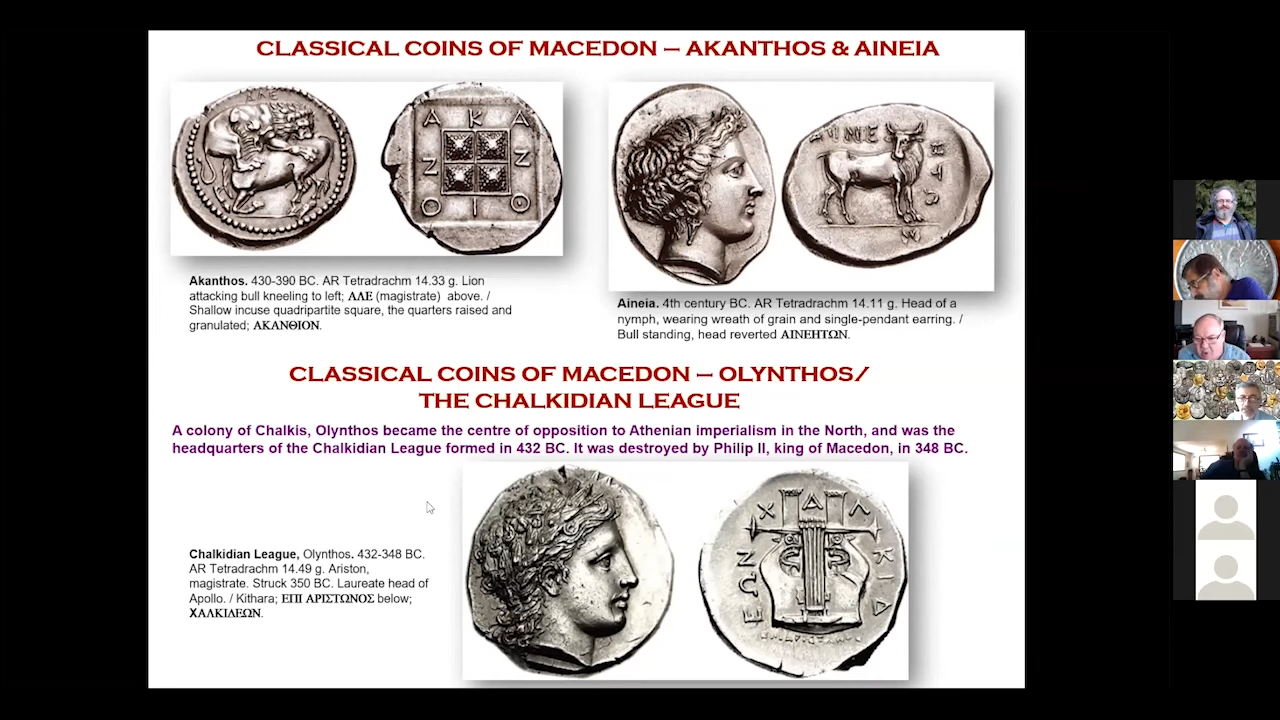 CLASSICAL COINS OF MACEDON – AKANTHOS & AINEIA
ΑΛΕ
Α Κ Α
Ν Ν
Ο Ι Θ
ΑΙΝΕ
Akanthos. 430-390 BC. AR Tetradrachm 14.33 g. Lion
attacking bull kneeling to left; ΑΛΕ (magistrate) above. /
Shallow incuse quadripartite square, the quarters raised and
granulated; ΑΚΑΝΘΙΟΝ.
Aineia. 4th century BC. AR Tetradrachm 14.11 g. Head of a
nymph, wearing wreath of grain and single-pendant earring. /
Bull standing, head reverted ΑΙΝΕΗΤΩΝ.
CLASSICAL COINS OF MACEDON – OLYNTHOS/
THE CHALKIDIAN LEAGUE
A colony of Chalkis, Olynthos became the centre of opposition to Athenian imperialism in the North, and was the
headquarters of the Chalkidian League formed in 432 BC. It was destroyed by Philip II, king of Macedon, in 348 BC.
Chalkidian League, Olynthos. 432-348 BC.
AR Tetradrachm 14.49 g. Ariston,
magistrate. Struck 350 BC. Laureate head of
Apollo. / Kithara; ΕΠΙ ΑΡΙΣΤΩΝΟΣ below;
ΧΑΛΚΙΔΕΩΝ.
Χ Α Λ
Κ Ι Δ
Ε Ω Ν